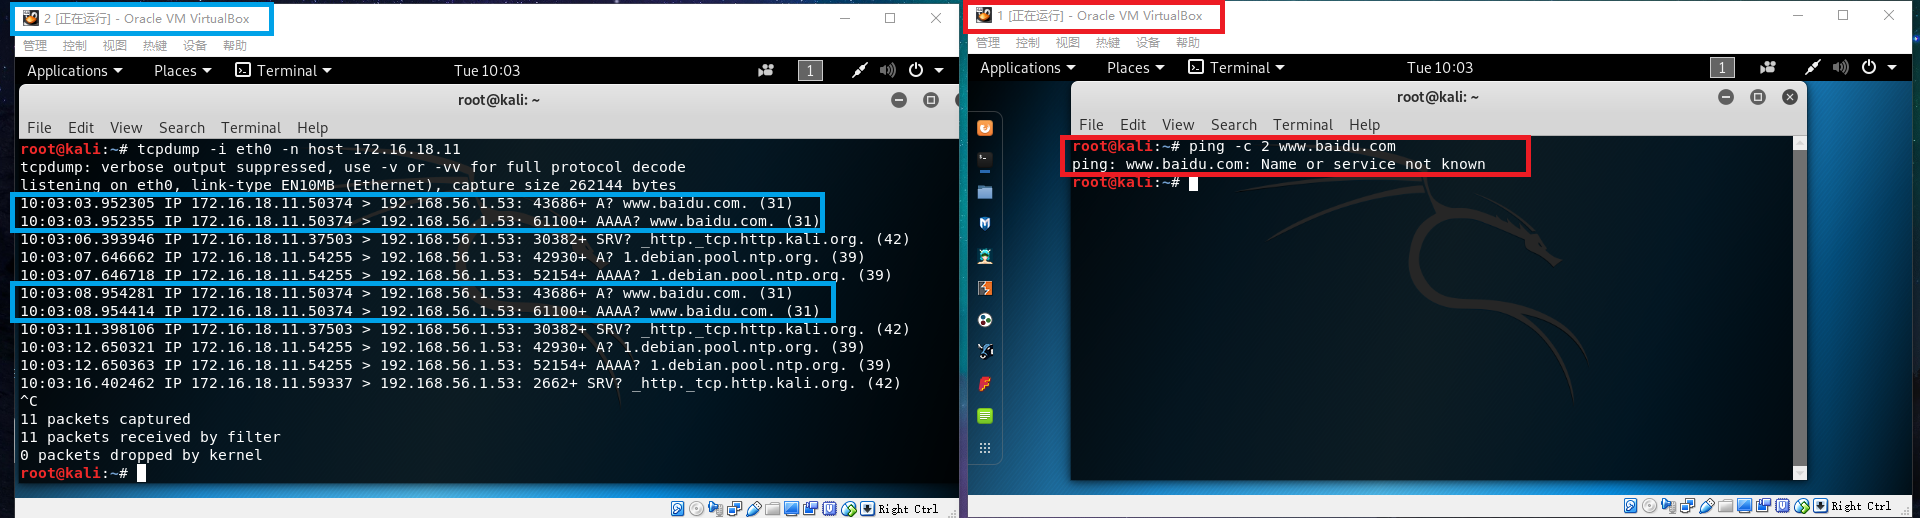 2 [正在运行] - Oracle VM VirtualBox
管理 控制 视图 热键 设备 帮助
Applications Places Terminal Tue 10:03 1
root@kali: ~
File Edit View Search Terminal Help
root@kali:~# tcpdump -i eth0 -n host 172.16.18.11
tcpdump: verbose output suppressed, use -v or -vv for full protocol decode
listening on eth0, link-type EN10MB (Ethernet), capture size 262144 bytes
10:03:03.952305 IP 172.16.18.11.50374 > 192.168.56.1.53: 43686+ A? www.baidu.com. (31)
10:03:03.952355 IP 172.16.18.11.50374 > 192.168.56.1.53: 61100+ AAAA? www.baidu.com. (31)
10:03:06.393946 IP 172.16.18.11.37503 > 192.168.56.1.53: 30382+ SRV? _http._tcp.http.kali.org. (42)
10:03:07.646662 IP 172.16.18.11.54255 > 192.168.56.1.53: 42930+ A? 1.debian.pool.ntp.org. (39)
10:03:07.646718 IP 172.16.18.11.54255 > 192.168.56.1.53: 52154+ AAAA? 1.debian.pool.ntp.org. (39)
10:03:08.954281 IP 172.16.18.11.50374 > 192.168.56.1.53: 43686+ A? www.baidu.com. (31)
10:03:08.954414 IP 172.16.18.11.50374 > 192.168.56.1.53: 61100+ AAAA? www.baidu.com. (31)
10:03:11.398106 IP 172.16.18.11.37503 > 192.168.56.1.53: 30382+ SRV? _http._tcp.http.kali.org. (42)
10:03:12.650321 IP 172.16.18.11.54255 > 192.168.56.1.53: 42930+ A? 1.debian.pool.ntp.org. (39)
10:03:12.650363 IP 172.16.18.11.54255 > 192.168.56.1.53: 52154+ AAAA? 1.debian.pool.ntp.org. (39)
10:03:16.402462 IP 172.16.18.11.59337 > 192.168.56.1.53: 2662+ SRV? _http._tcp.http.kali.org. (42)
^C
11 packets captured
11 packets received by filter
0 packets dropped by kernel
root@kali:~#
Right Ctrl
1 [正在运行] - Oracle VM VirtualBox
管理 控制 视图 热键 设备 帮助
Applications Places Terminal Tue 10:03 1
root@kali: ~
File Edit View Search Terminal Help
root@kali:~# ping -c 2 www.baidu.com
ping: www.baidu.com: Name or service not known
root@kali:~#
Right Ctrl